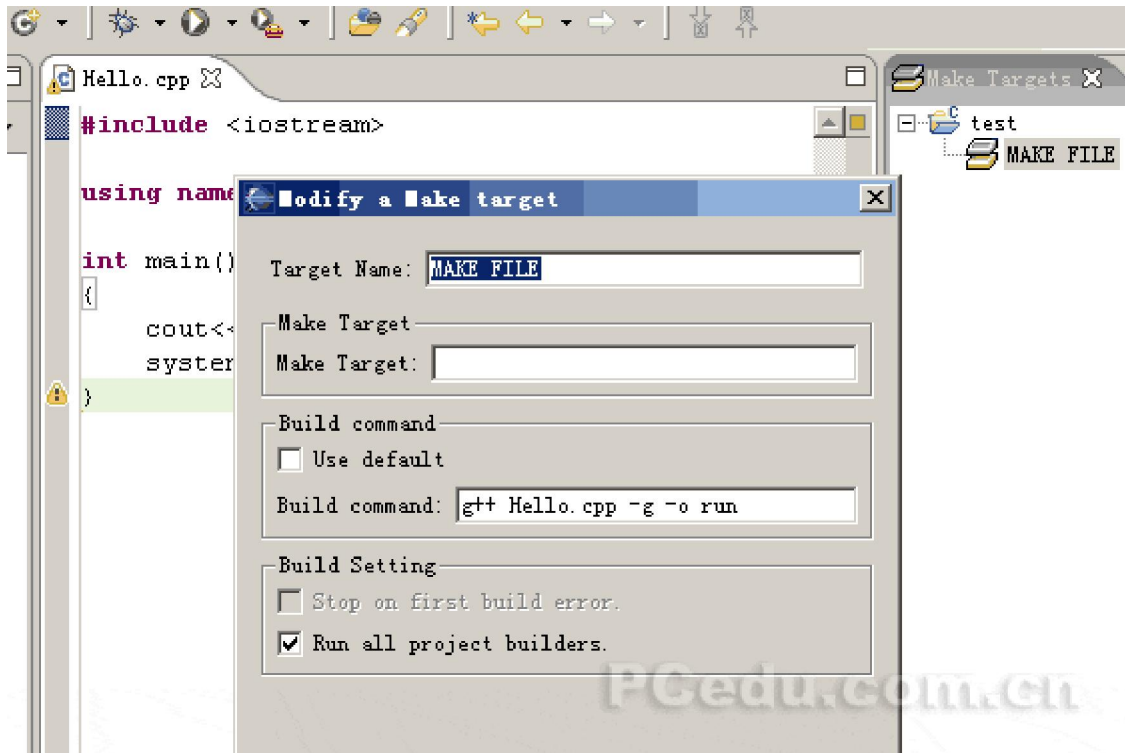 Hello.cpp
Make Targets
#include <iostream>
test
MAKE FILE
using name
Modify a Make target
int main()
Target Name: MAKE FILE
{
cout<<
Make Target
system
Make Target:
}
Build command
Use default
Build command: g++ Hello.cpp -g -o run
Build Setting
Stop on first build error.
Run all project builders.
PCedu.com.cn